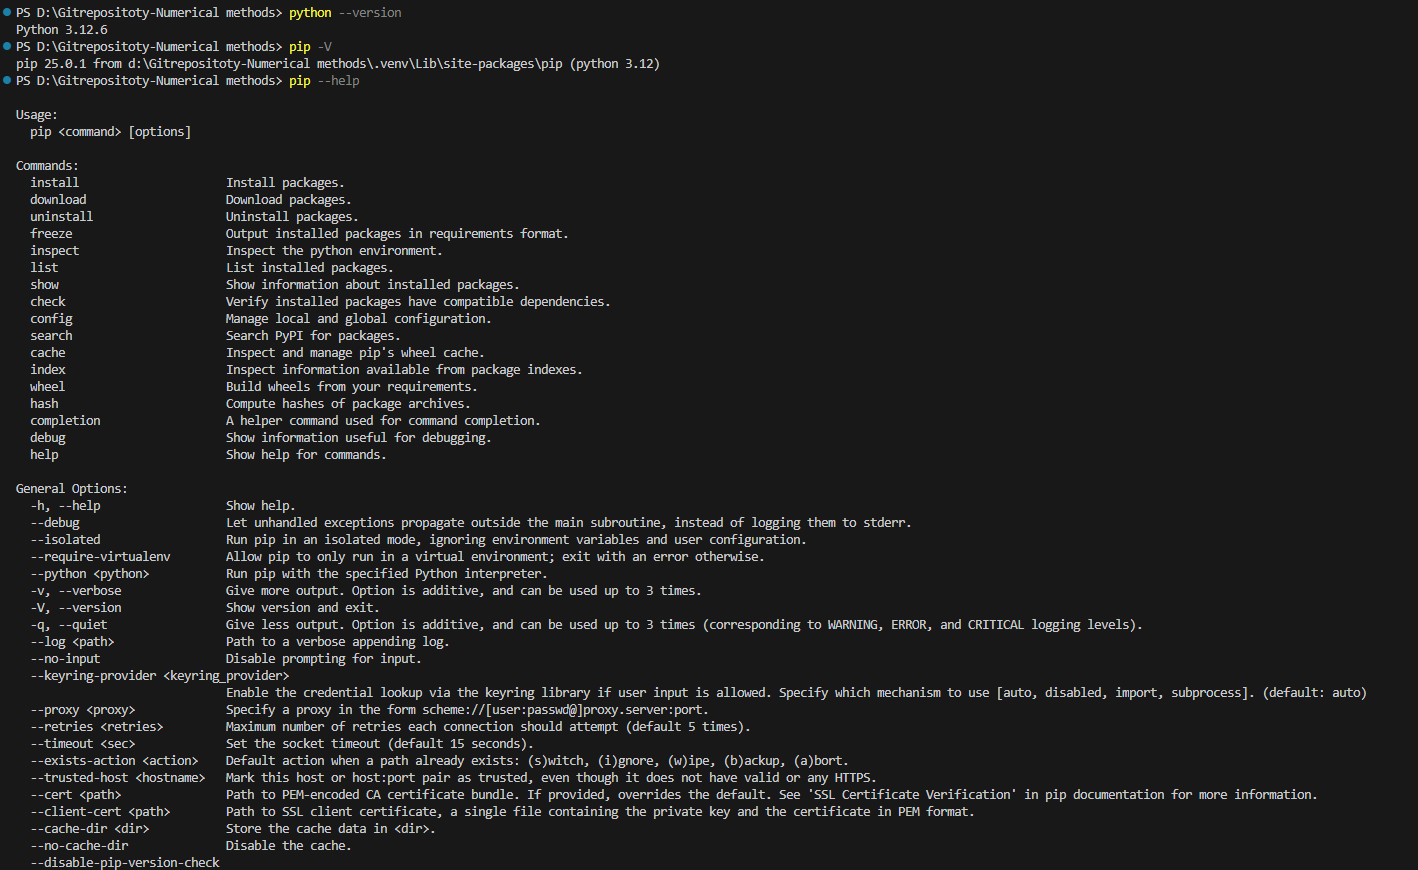 PS D:\Gitrepositoty-Numerical methods> python --version
Python 3.12.6
PS D:\Gitrepositoty-Numerical methods> pip -V
pip 25.0.1 from d:\Gitrepositoty-Numerical methods\.venv\Lib\site-packages\pip (python 3.12)
PS D:\Gitrepositoty-Numerical methods> pip --help

Usage:
  pip <command> [options]

Commands:
  install                     Install packages.
  download                    Download packages.
  uninstall                   Uninstall packages.
  freeze                      Output installed packages in requirements format.
  inspect                     Inspect the python environment.
  list                        List installed packages.
  show                        Show information about installed packages.
  check                       Verify installed packages have compatible dependencies.
  config                      Manage local and global configuration.
  search                      Search PyPI for packages.
  cache                       Inspect and manage pip's wheel cache.
  index                       Inspect information available from package indexes.
  wheel                       Build wheels from your requirements.
  hash                        Compute hashes of package archives.
  completion                  A helper command used for command completion.
  debug                       Show information useful for debugging.
  help                        Show help for commands.

General Options:
  -h, --help                  Show help.
  --debug                     Let unhandled exceptions propagate outside the main subroutine, instead of logging them to stderr.
  --isolated                  Run pip in an isolated mode, ignoring environment variables and user configuration.
  --require-virtualenv        Allow pip to only run in a virtual environment; exit with an error otherwise.
  --python <python>           Run pip with the specified Python interpreter.
  -v, --verbose               Give more output. Option is additive, and can be used up to 3 times.
  -V, --version               Show version and exit.
  -q, --quiet                 Give less output. Option is additive, and can be used up to 3 times (corresponding to WARNING, ERROR, and CRITICAL logging levels).
  --log <path>                Path to a verbose appending log.
  --no-input                  Disable prompting for input.
  --keyring-provider <keyring_provider>
                              Enable the credential lookup via the keyring library if user input is allowed. Specify which mechanism to use [auto, disabled, import, subprocess]. (default: auto)
  --proxy <proxy>             Specify a proxy in the form scheme://[user:passwd@]proxy.server:port.
  --retries <retries>         Maximum number of retries each connection should attempt (default 5 times).
  --timeout <sec>             Set the socket timeout (default 15 seconds).
  --exists-action <action>    Default action when a path already exists: (s)witch, (i)gnore, (w)ipe, (b)ackup, (a)bort.
  --trusted-host <hostname>   Mark this host or host:port pair as trusted, even though it does not have valid or any HTTPS.
  --cert <path>               Path to PEM-encoded CA certificate bundle. If provided, overrides the default. See 'SSL Certificate Verification' in pip documentation for more information.
  --client-cert <path>        Path to SSL client certificate, a single file containing the private key and the certificate in PEM format.
  --cache-dir <dir>           Store the cache data in <dir>.
  --no-cache-dir              Disable the cache.
  --disable-pip-version-check